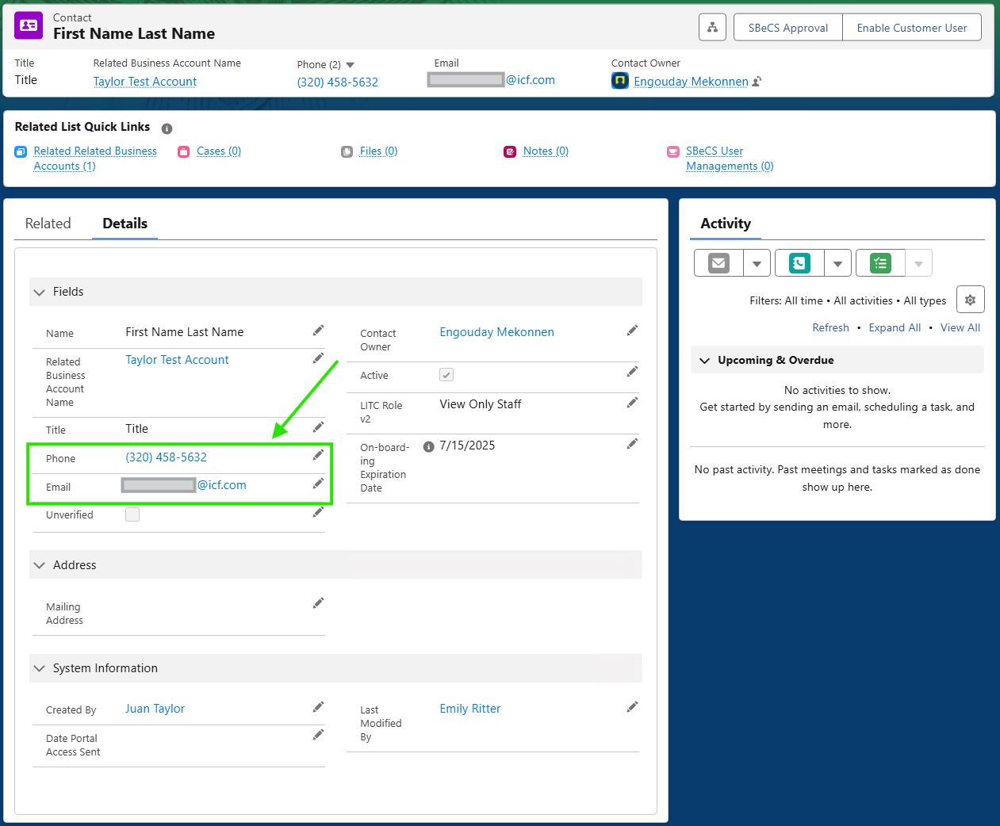 Contact
First Name Last Name
SBeCS Approval
Enable Customer User
Title
Related Business Account Name
Phone (2)
Email
Contact Owner
Title
Taylor Test Account
(320) 458-5632
@icf.com
Engouday Mekonnen
Related List Quick Links
Related Related Business
Accounts (1)
Cases (0)
Files (0)
Notes (0)
SBeCS User
Managements (0)
Related
Details
Fields
Name
First Name Last Name
Related
Business
Account
Name
Taylor Test Account
Title
Title
Phone
(320) 458-5632
Email
@icf.com
Unverified
Contact
Owner
Engouday Mekonnen
Active
LITC Role
v2
View Only Staff
On-board-
ing
Expiration
Date
7/15/2025
Address
Mailing
Address
System Information
Created By
Juan Taylor
Date Portal
Access Sent
Last
Modified
By
Emily Ritter
Activity
Filters: All time • All activities • All types
Refresh • Expand All • View All
Upcoming & Overdue
No activities to show.
Get started by sending an email, scheduling a task, and
more.
No past activity. Past meetings and tasks marked as done
show up here.